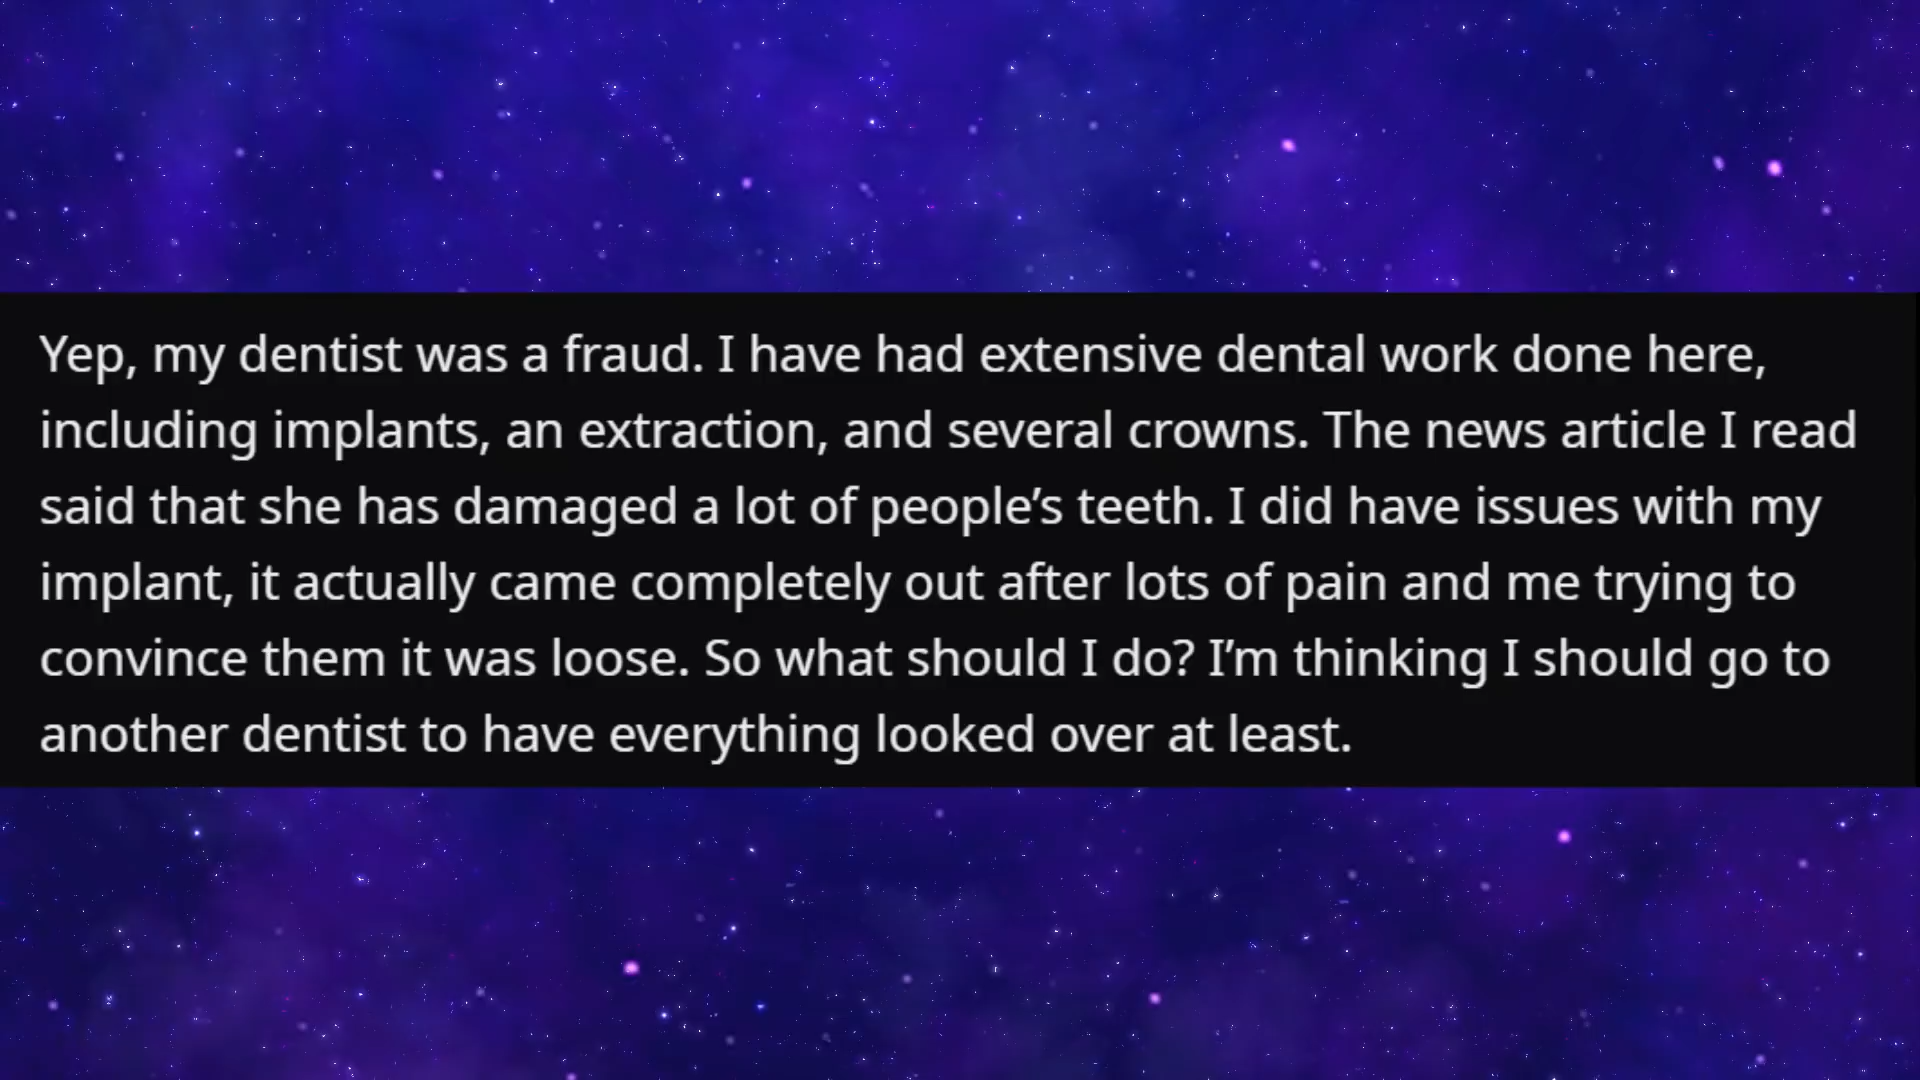 Yep, my dentist was a fraud. I have had extensive dental work done here,
including implants, an extraction, and several crowns. The news article I read
said that she has damaged a lot of people’s teeth. I did have issues with my
implant, it actually came completely out after lots of pain and me trying to
convince them it was loose. So what should I do? I’m thinking I should go to
another dentist to have everything looked over at least.